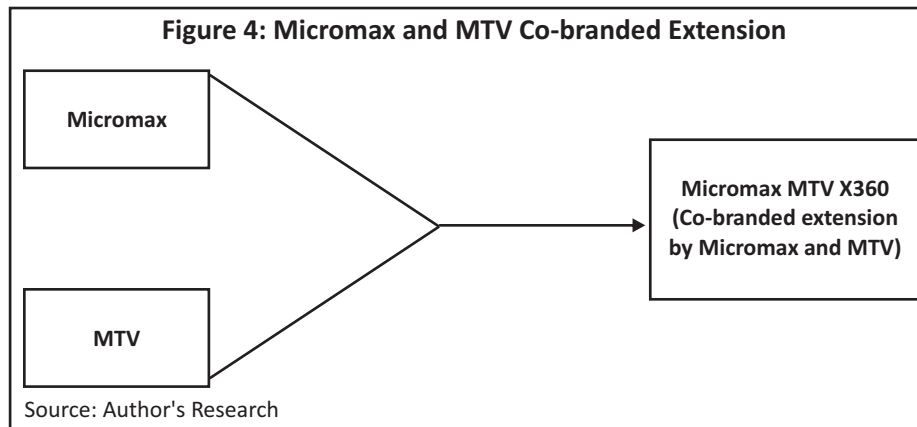 Figure 4: Micromax and MTV Co-branded Extension
Micromax
MTV
Micromax MTV X360
(Co-branded extension
by Micromax and MTV)
Source: Author's Research